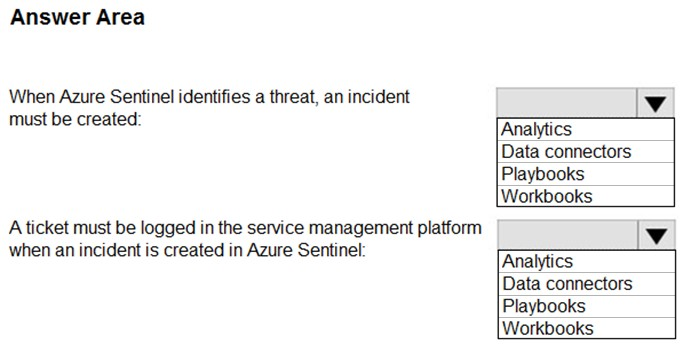 Answer Area
When Azure Sentinel identifies a threat, an incident
must be created:
Analytics
Data connectors
Playbooks
Workbooks
A ticket must be logged in the service management platform
when an incident is created in Azure Sentinel:
Analytics
Data connectors
Playbooks
Workbooks